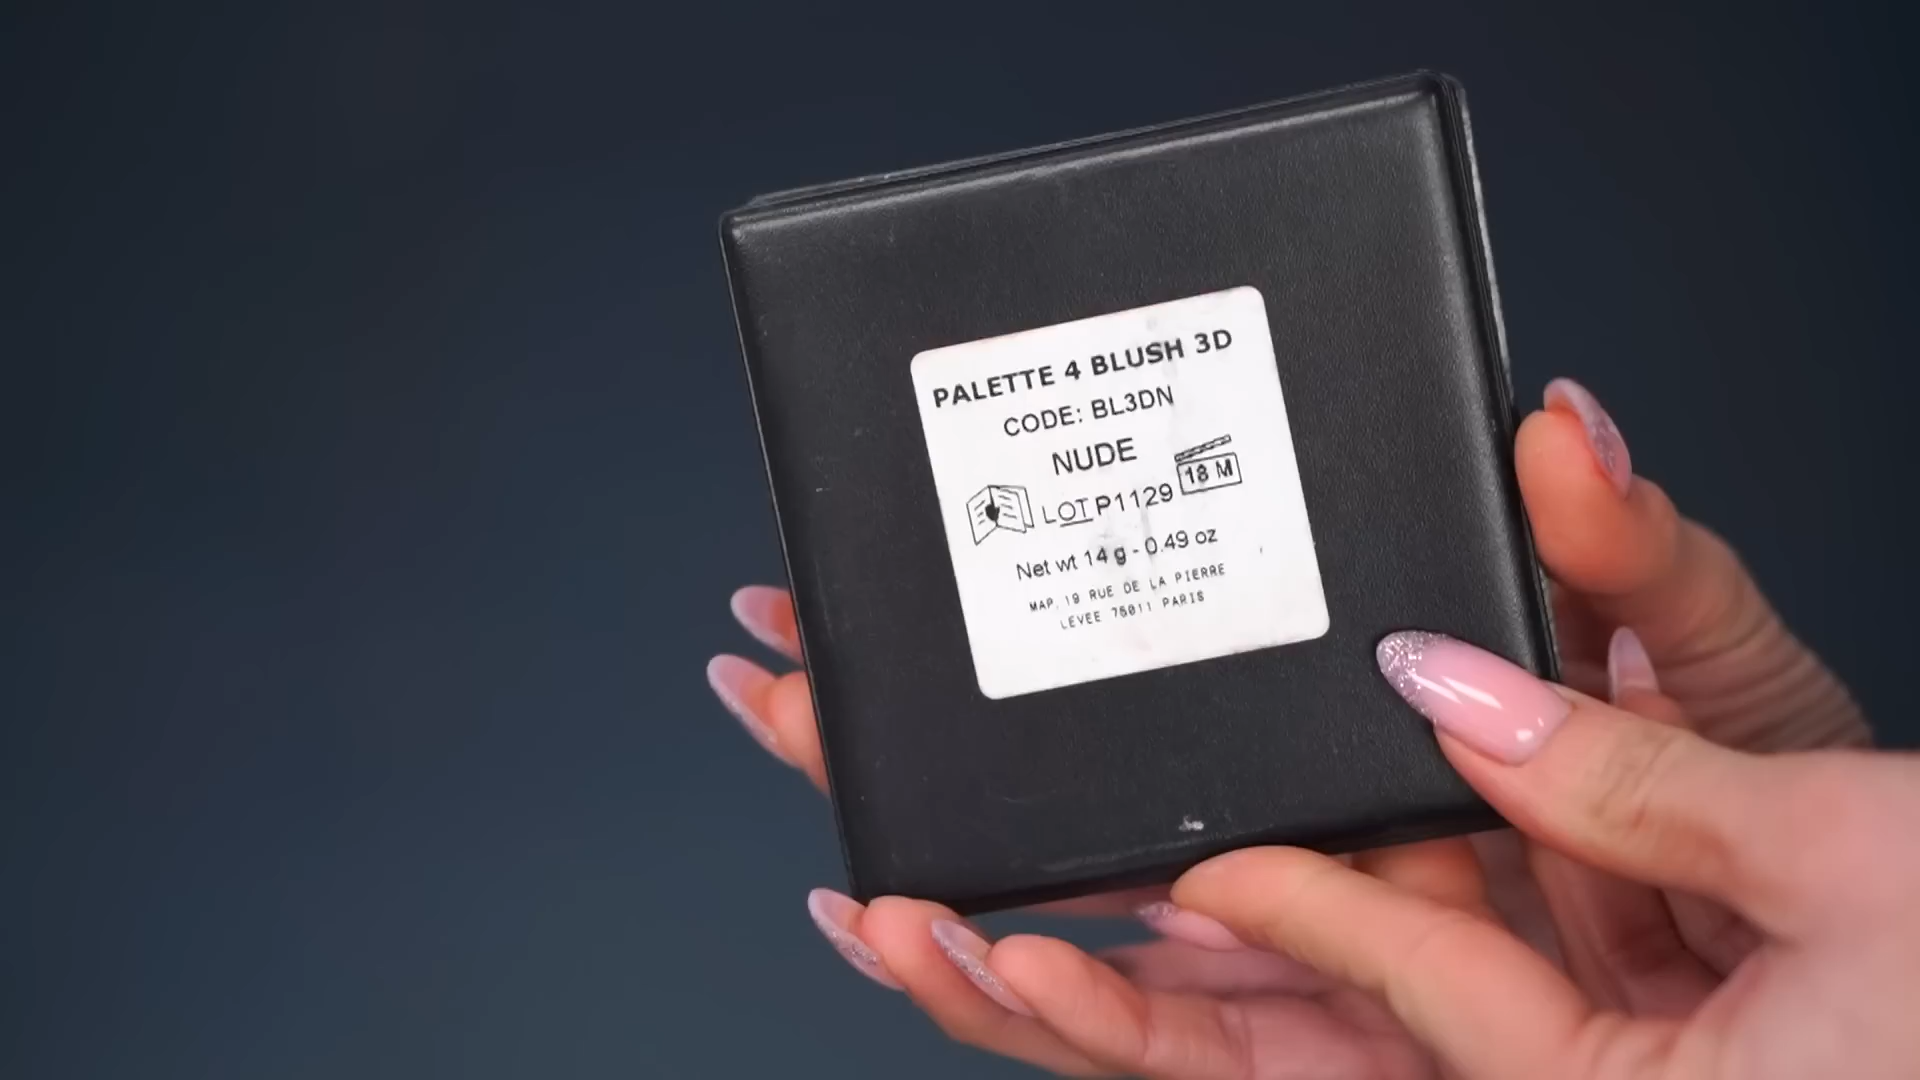 PALETTE 4 BLUSH 3D
CODE: BL3DN
NUDE
18 M
LOT P1129
Net wt 14 g - 0.49 oz
MAP, 19 RUE DE LA PIERRE
LEVEE 75011 PARIS